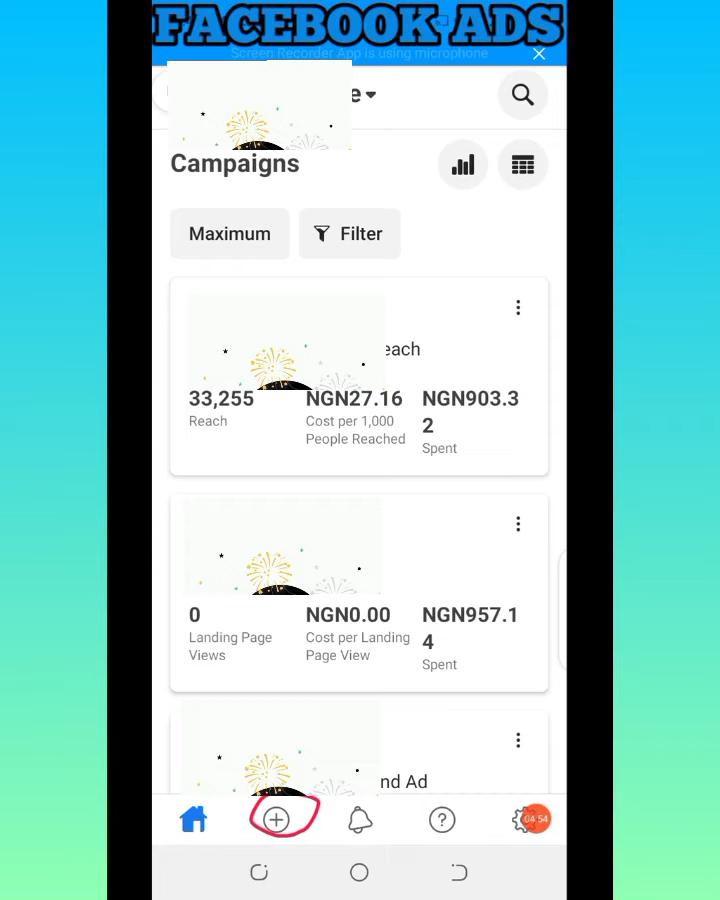 FACEBOOK ADS
Screen Recorder App is using microphone
e
Campaigns
Maximum
Filter
each
33,255
Reach
NGN27.16
Cost per 1,000
People Reached
NGN903.3
2
Spent
0
Landing Page
Views
NGN0.00
Cost per Landing
Page View
NGN957.1
4
Spent
nd Ad
04:54